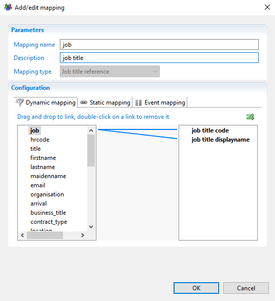 Add/edit mapping
Parameters
Mapping name job
Description job title
Mapping type Job title reference
Configuration
Dynamic mapping Static mapping Event mapping
Drag and drop to link, double-click on a link to remove it
job job title code
hrcode job title displayname
title
firstname
lastname
maidenname
email
organisation
arrival
business_title
contract_type
OK Cancel